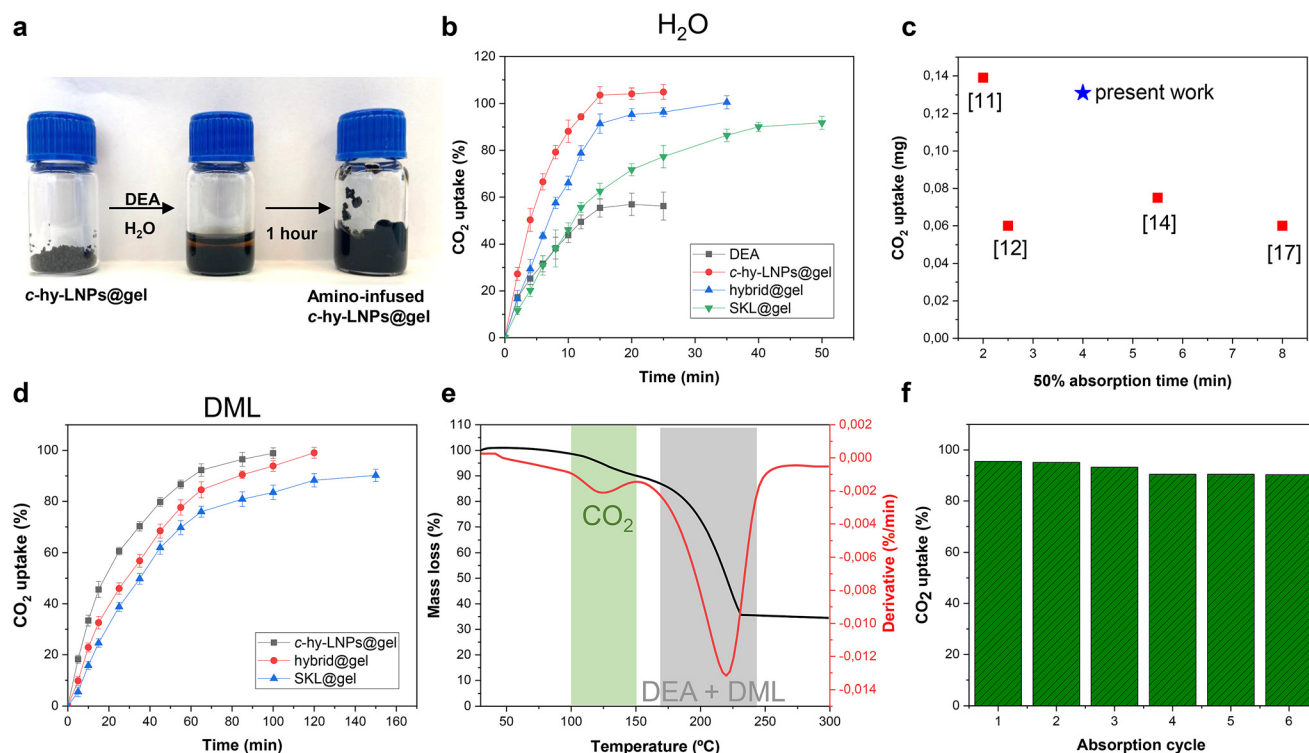 a
DEA
H₂O
1 hour
c-hy-LNPs@gel
Amino-infused
c-hy-LNPs@gel
b
H₂O
CO₂ uptake (%)
120
100
80
60
40
20
0
DEA
c-hy-LNPs@gel
hybrid@gel
SKL@gel
0 10 20 30 40 50
Time (min)
c
CO₂ uptake (mg)
0,14
0,12
0,10
0,08
0,06
0,04
0,02
0,00
[11]
present work
[12]
[14]
[17]
2 3 4 5 6 7 8
50% absorption time (min)
d
DML
CO₂ uptake (%)
120
100
80
60
40
20
0
c-hy-LNPs@gel
hybrid@gel
SKL@gel
0 20 40 60 80 100 120 140 160
Time (min)
e
Mass loss (%)
110
100
90
80
70
60
50
40
30
20
10
0
CO₂
DEA + DML
0,002
0,000
-0,002
-0,004
-0,006
-0,008
-0,010
-0,012
-0,014
Derivative (%/min)
50 100 150 200 250 300
Temperature (ºC)
f
CO₂ uptake (%)
120
100
80
60
40
20
0
1 2 3 4 5 6
Absorption cycle